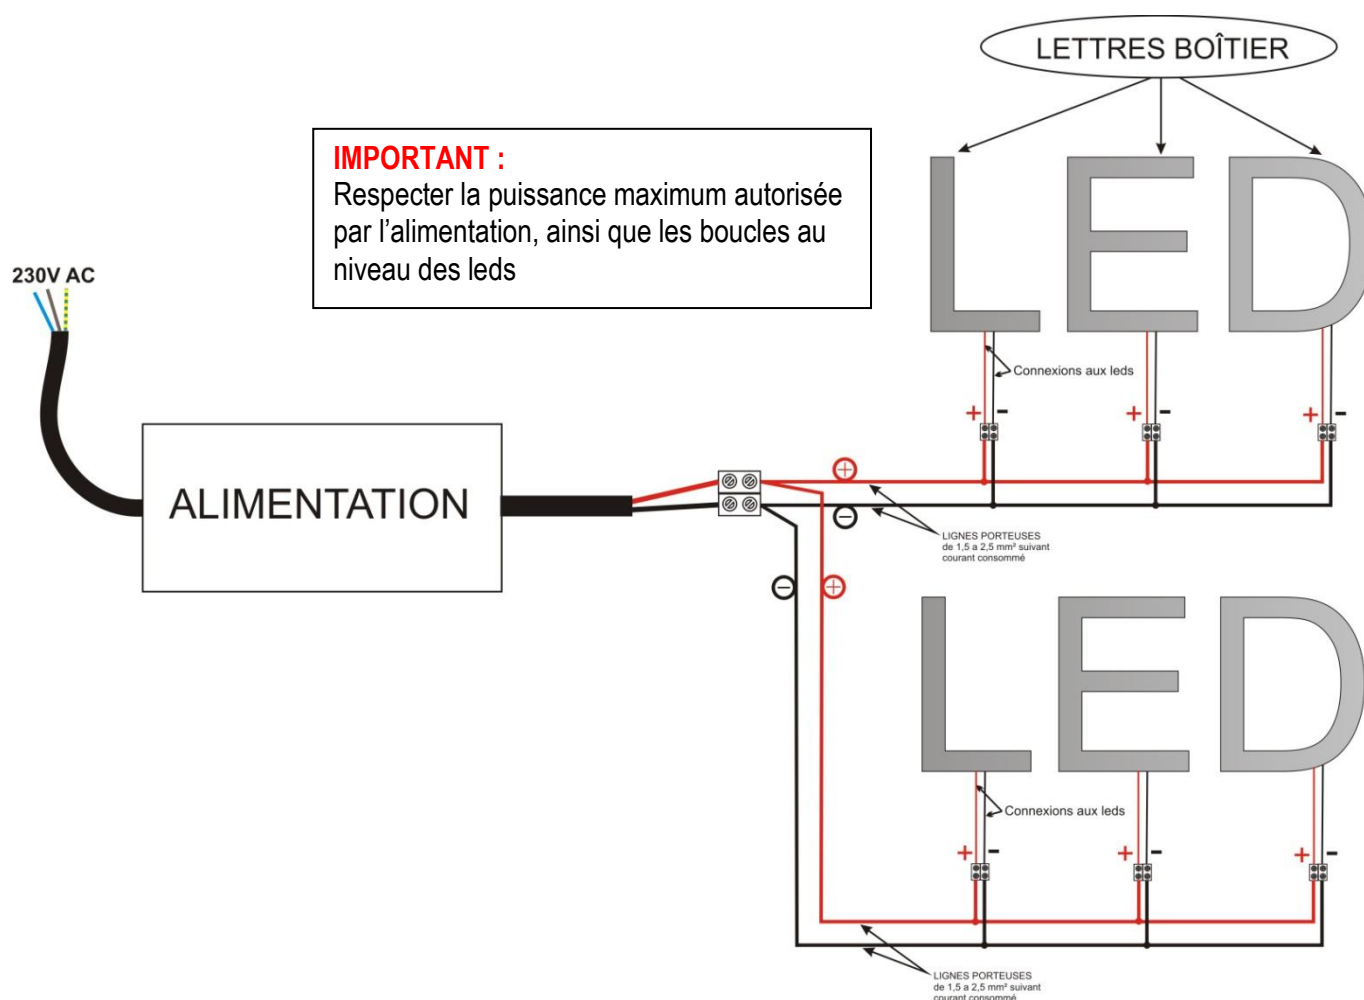 LETTRES BOÎTIER
IMPORTANT :
Respecter la puissance maximum autorisée
par l’alimentation, ainsi que les boucles au
niveau des leds
230V AC
LED
Connexions aux leds
+ - + - + -
ALIMENTATION
+
-
LIGNES PORTEUSES
de 1,5 a 2,5 mm² suivant
courant consommé
- +
LED
Connexions aux leds
+ - + - + -
LIGNES PORTEUSES
de 1,5 a 2,5 mm² suivant
courant consommé